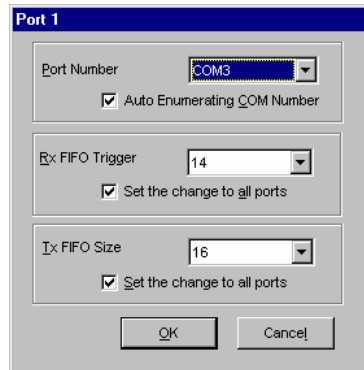 Port 1
Port Number COM3
Auto Enumerating COM Number
Rx FIFO Trigger 14
Set the change to all ports
Tx FIFO Size 16
Set the change to all ports
OK Cancel